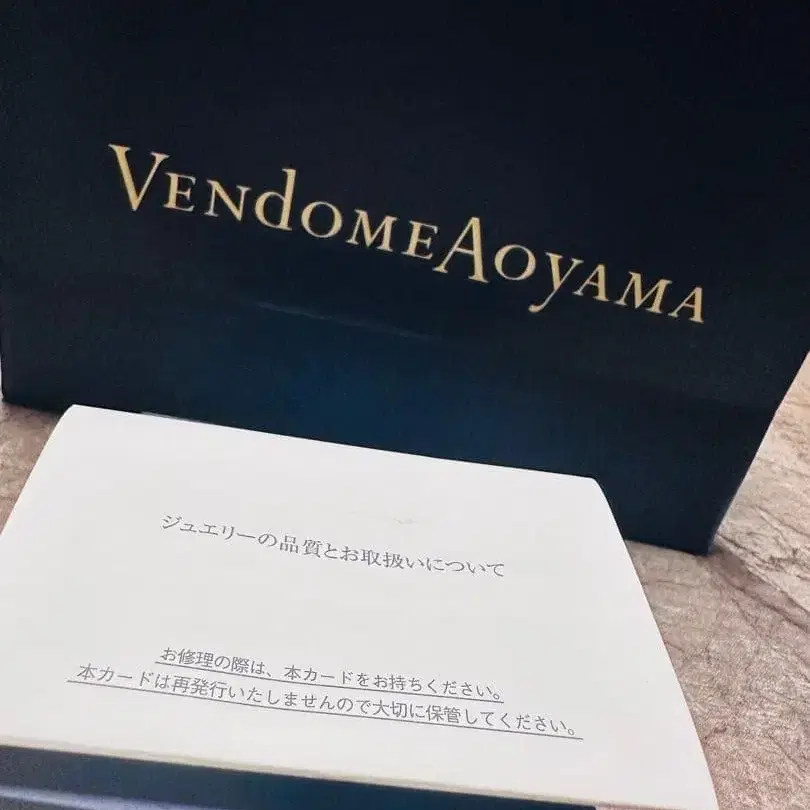 VENdOMEAOYAMA
ジュエリーの品質とお取扱いについて
お修理の際は、本カードをお持ちください。
本カードは再発行いたしませんので大切に保管してください。